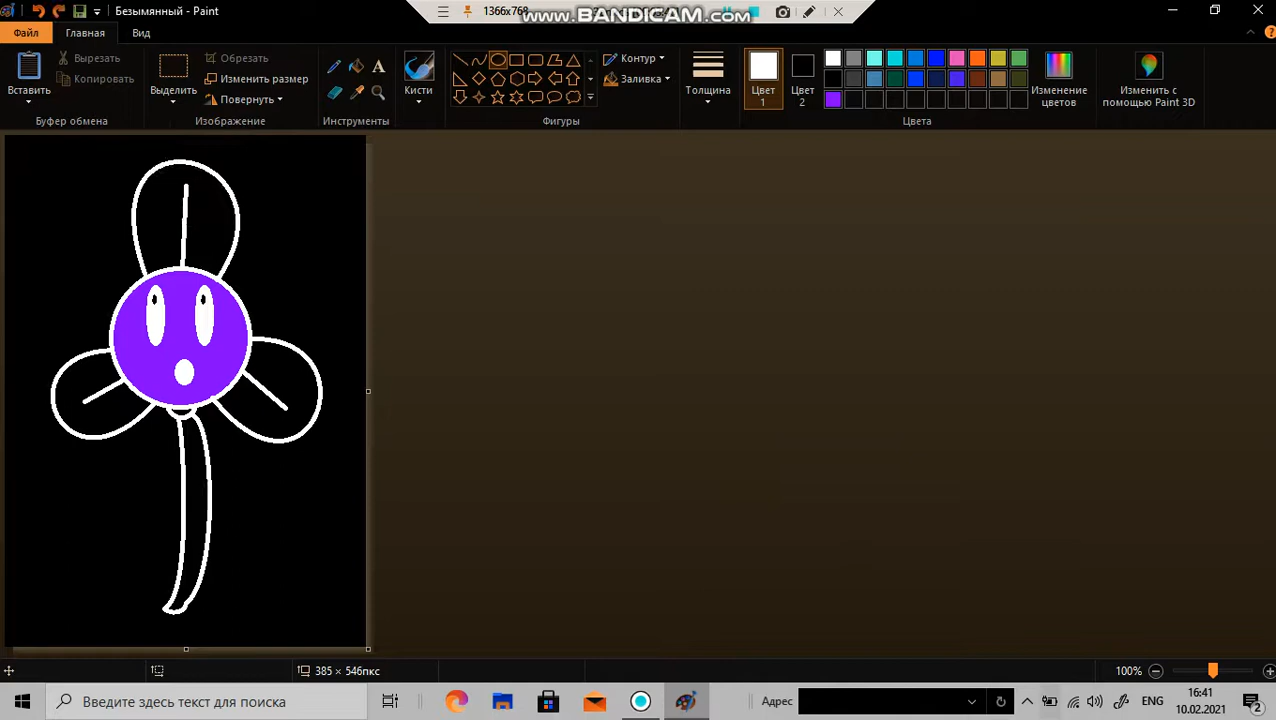 Безымянный - Paint
1366x768
www.BANDICAM.com
Файл
Главная
Вид
Вставить
Вырезать
Копировать
Буфер обмена
Выделить
Обрезать
Изменить размер
Повернуть
Изображение
Инструменты
Кисти
Контур
Заливка
Фигуры
Толщина
Цвет
1
Цвет
2
Цвета
Изменение
цветов
Изменить с
помощью Paint 3D
385 × 546пкс
100%
Введите здесь текст для поиска
Адрес
ENG
16:41
10.02.2021
2